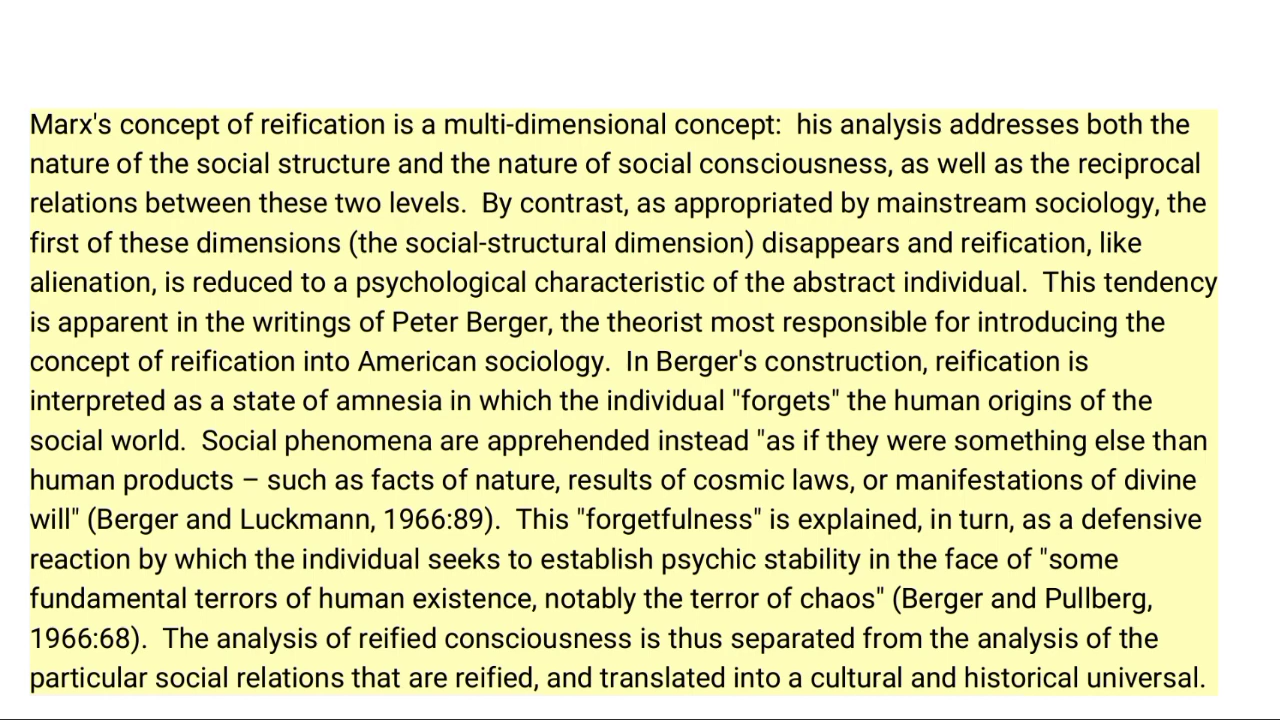 Marx's concept of reification is a multi-dimensional concept:  his analysis addresses both the
nature of the social structure and the nature of social consciousness, as well as the reciprocal
relations between these two levels.  By contrast, as appropriated by mainstream sociology, the
first of these dimensions (the social-structural dimension) disappears and reification, like
alienation, is reduced to a psychological characteristic of the abstract individual.  This tendency
is apparent in the writings of Peter Berger, the theorist most responsible for introducing the
concept of reification into American sociology.  In Berger's construction, reification is
interpreted as a state of amnesia in which the individual "forgets" the human origins of the
social world.  Social phenomena are apprehended instead "as if they were something else than
human products – such as facts of nature, results of cosmic laws, or manifestations of divine
will" (Berger and Luckmann, 1966:89).  This "forgetfulness" is explained, in turn, as a defensive
reaction by which the individual seeks to establish psychic stability in the face of "some
fundamental terrors of human existence, notably the terror of chaos" (Berger and Pullberg,
1966:68).  The analysis of reified consciousness is thus separated from the analysis of the
particular social relations that are reified, and translated into a cultural and historical universal.